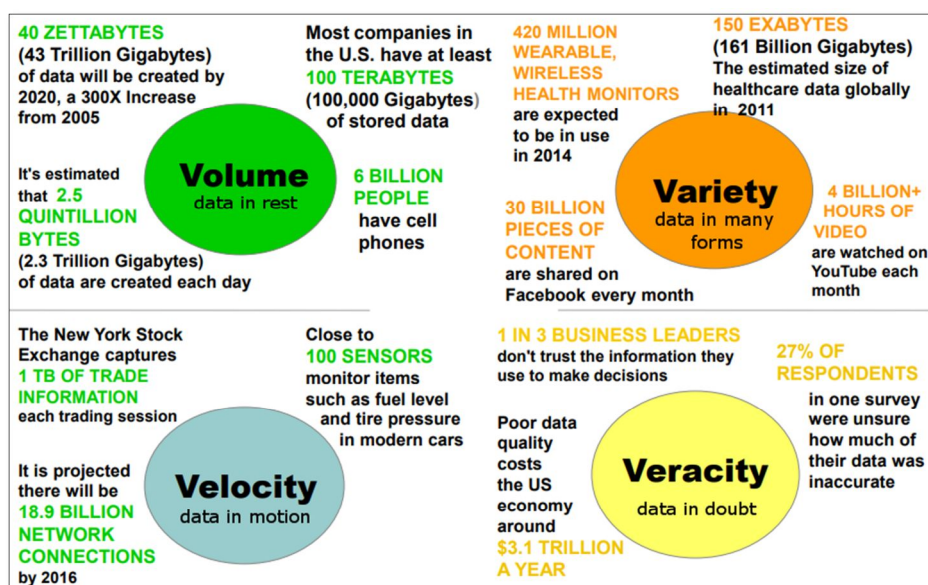 40 ZETTABYTES
(43 Trillion Gigabytes)
of data will be created by
2020, a 300X Increase
from 2005
Most companies in
the U.S. have at least
100 TERABYTES
(100,000 Gigabytes)
of stored data
Volume
data in rest
It's estimated
that 2.5
QUINTILLION
BYTES
(2.3 Trillion Gigabytes)
of data are created each day
6 BILLION
PEOPLE
have cell
phones
420 MILLION
WEARABLE,
WIRELESS
HEALTH MONITORS
are expected
to be in use
in 2014
150 EXABYTES
(161 Billion Gigabytes)
The estimated size of
healthcare data globally
in 2011
Variety
data in many
forms
30 BILLION
PIECES OF
CONTENT
are shared on
Facebook every month
4 BILLION+
HOURS OF
VIDEO
are watched on
YouTube each
month
The New York Stock
Exchange captures
1 TB OF TRADE
INFORMATION
each trading session
Close to
100 SENSORS
monitor items
such as fuel level
and tire pressure
in modern cars
Velocity
data in motion
It is projected
there will be
18.9 BILLION
NETWORK
CONNECTIONS
by 2016
1 IN 3 BUSINESS LEADERS
don't trust the information they
use to make decisions
27% OF
RESPONDENTS
in one survey
were unsure
how much of
their data was
inaccurate
Veracity
data in doubt
Poor data
quality
costs
the US
economy
around
$3.1 TRILLION
A YEAR